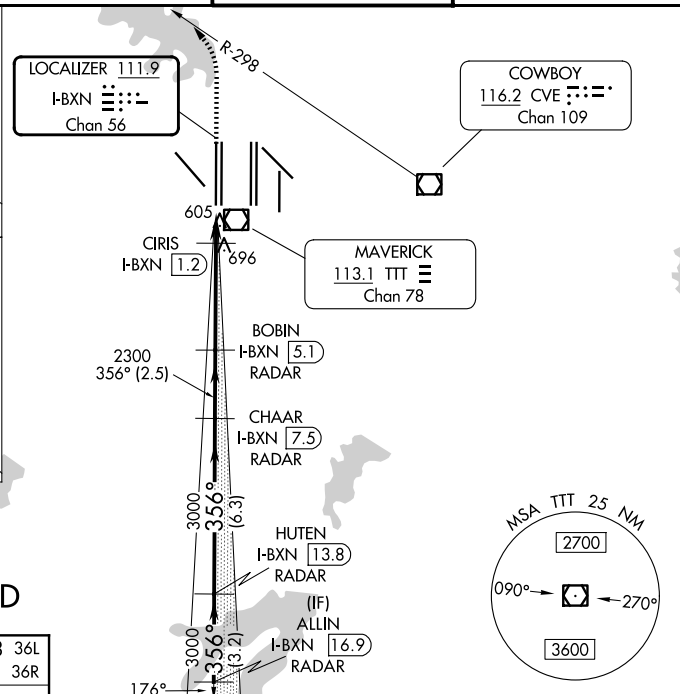 R-298
LOCALIZER 111.9
I-BXN
Chan 56
COWBOY
116.2 CVE
Chan 109
605
CIRIS
I-BXN 1.2
696
MAVERICK
113.1 TTT
Chan 78
BOBIN
I-BXN 5.1
RADAR
2300
356° (2.5)
CHAAR
I-BXN 7.5
RADAR
3000
356°
(6.3)
HUTEN
I-BXN 13.8
RADAR
(IF)
ALLIN
I-BXN 16.9
RADAR
3000
356°
(3.2)
176°
MSA TTT 25 NM
2700
090°
270°
3600
D
36L
36R